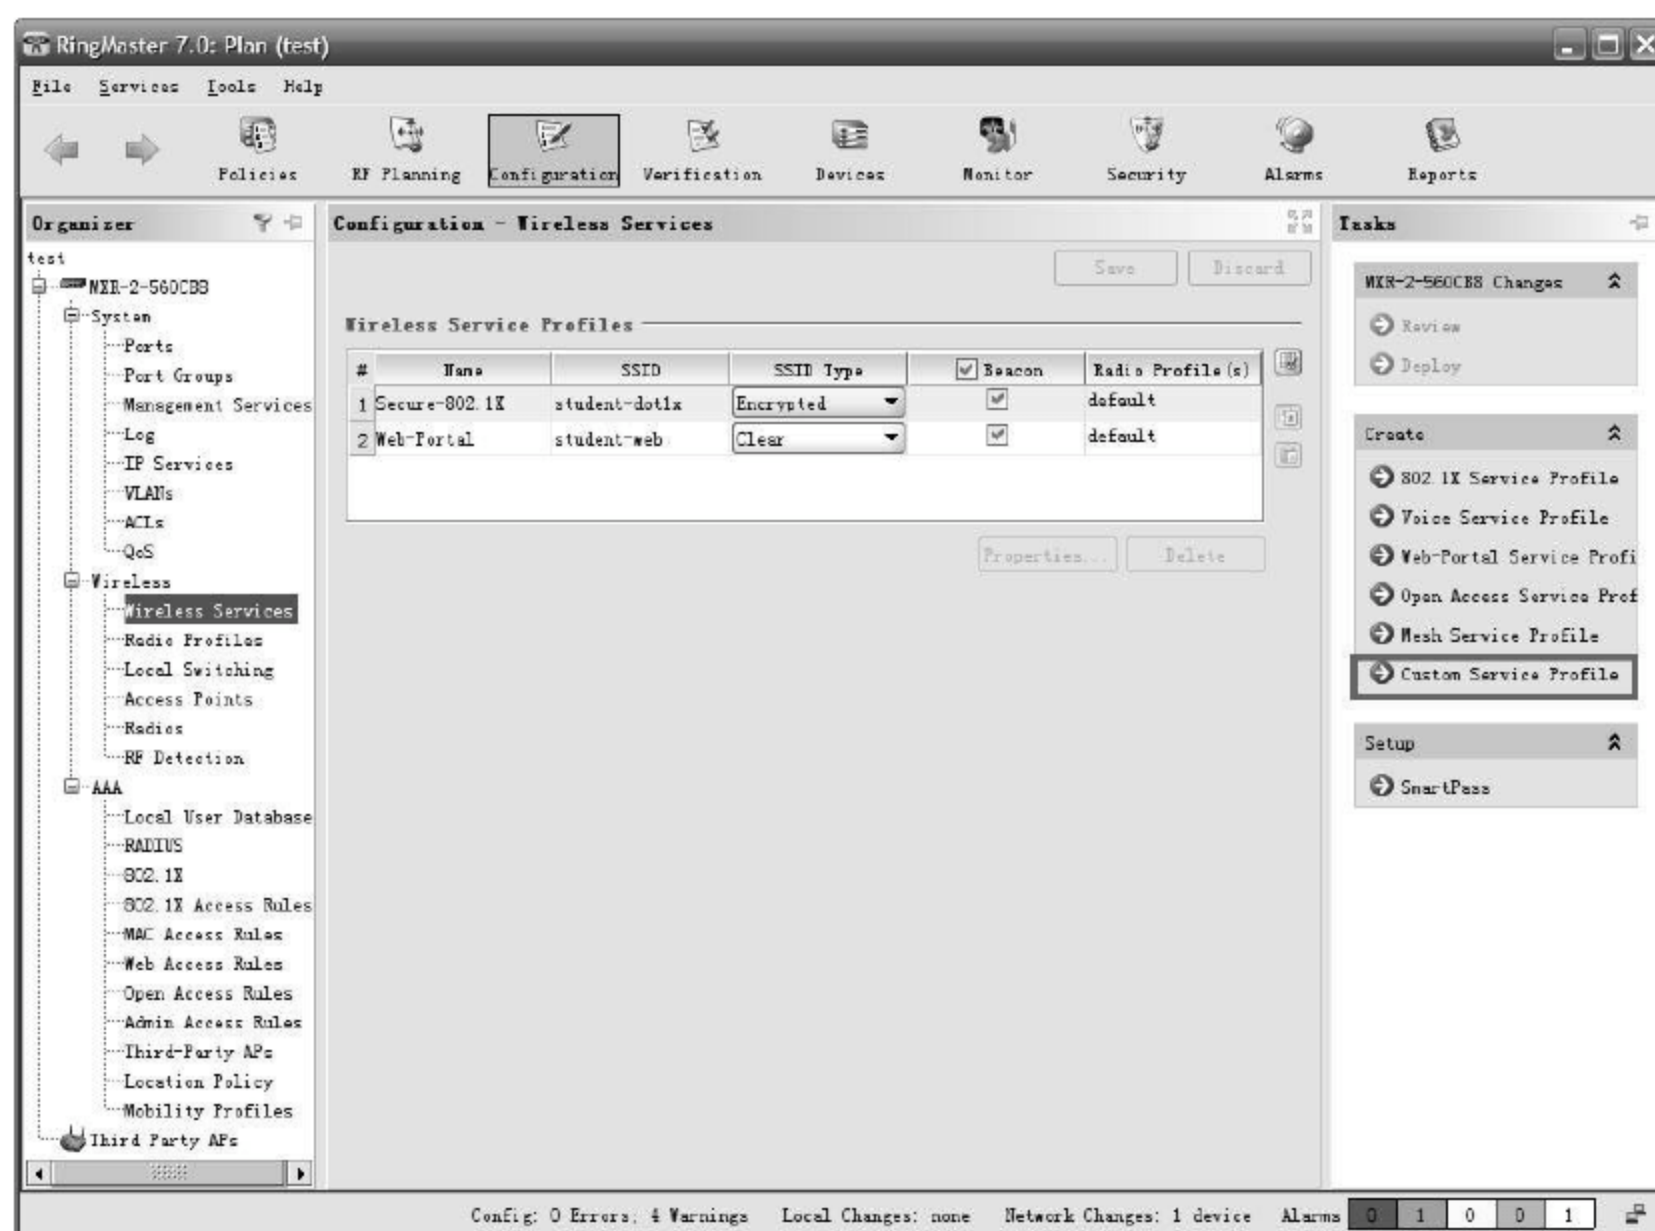 RingMaster 7.0: Plan (test)
File Services Tools Help
Policies RF Planning Configuration Verification Devices Monitor Security Alarms Reports
Organizer
test
MXR-2-560CB8
System
Ports
Port Groups
Management Services
Log
IP Services
VLANs
ACLs
QoS
Wireless
Wireless Services
Radio Profiles
Local Switching
Access Points
Radios
RF Detection
AAA
Local User Database
RADIUS
802.1X
802.1X Access Rules
MAC Access Rules
Web Access Rules
Open Access Rules
Admin Access Rules
Third-Party APs
Location Policy
Mobility Profiles
Third Party APs
Configuration - Wireless Services
Save Discard
Wireless Service Profiles
# Name SSID SSID Type Beacon Radio Profile(s)
1 Secure-802.1X student-dot1x Encrypted default
2 Web-Portal student-web Clear default
Properties... Delete
Tasks
MXR-2-560CB8 Changes
Review
Deploy
Create
802.1X Service Profile
Voice Service Profile
Web-Portal Service Profi
Open Access Service Prof
Mesh Service Profile
Custom Service Profile
Setup
SmartPass
Config: 0 Errors; 4 Warnings Local Changes: none Network Changes: 1 device Alarms 0 1 0 0 1